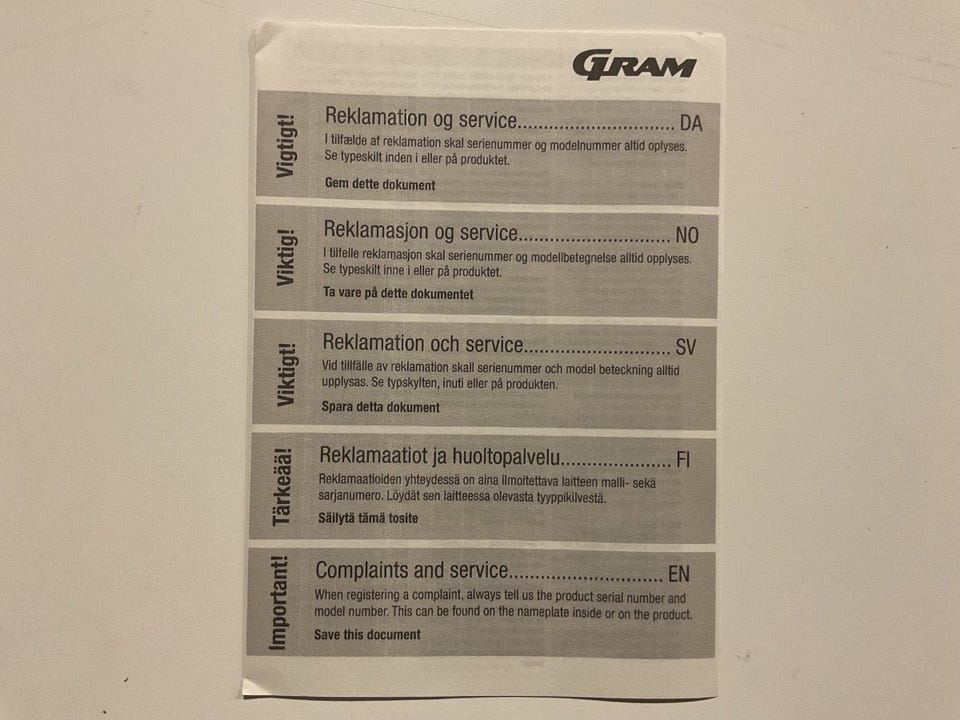 GRAM
Vigtigt!
Reklamation og service............................... DA
I tilfælde af reklamation skal serienummer og modelnummer altid oplyses.
Se typeskilt inden i eller på produktet.
Gem dette dokument
Viktig!
Reklamasjon og service.............................. NO
I tilfelle reklamasjon skal serienummer og modellbetegnelse alltid opplyses.
Se typeskilt inne i eller på produktet.
Ta vare på dette dokumentet
Viktigt!
Reklamation och service............................. SV
Vid tillfälle av reklamation skall serienummer och model beteckning alltid
upplysas. Se typskylten, inuti eller på produkten.
Spara detta dokument
Tärkeää!
Reklamaatiot ja huoltopalvelu...................... FI
Reklamaatioiden yhteydessä on aina ilmoitettava laitteen malli- sekä
sarjanumero. Löydät sen laitteessa olevasta tyyppikilvestä.
Säilytä tämä tosite
Important!
Complaints and service.............................. EN
When registering a complaint, always tell us the product serial number and
model number. This can be found on the nameplate inside or on the product.
Save this document